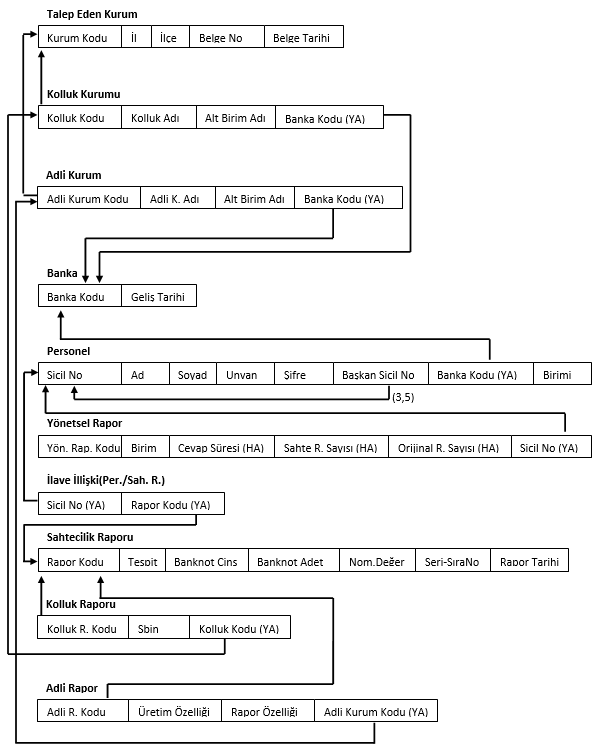 Talep Eden Kurum
Kurum Kodu İl İlçe Belge No Belge Tarihi
Kolluk Kurumu
Kolluk Kodu Kolluk Adı Alt Birim Adı Banka Kodu (YA)
Adli Kurum
Adli Kurum Kodu Adli K. Adı Alt Birim Adı Banka Kodu (YA)
Banka
Banka Kodu Geliş Tarihi
Personel
Sicil No Ad Soyad Unvan Şifre Başkan Sicil No Banka Kodu (YA) Birimi
(3,5)
Yönetsel Rapor
Yön. Rap. Kodu Birim Cevap Süresi (HA) Sahte R. Sayısı (HA) Orijinal R. Sayısı (HA) Sicil No (YA)
İlave İllişki(Per./Sah. R.)
Sicil No (YA) Rapor Kodu (YA)
Sahtecilik Raporu
Rapor Kodu Tespit Banknot Cins Banknot Adet Nom.Değer Seri-SıraNo Rapor Tarihi
Kolluk Raporu
Kolluk R. Kodu Sbin Kolluk Kodu (YA)
Adli Rapor
Adli R. Kodu Üretim Özelliği Rapor Özelliği Adli Kurum Kodu (YA)